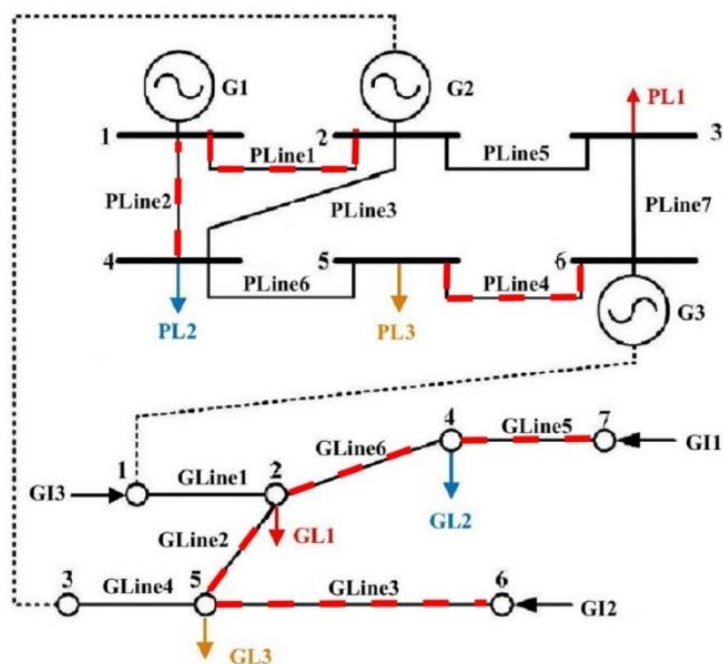 G1
G2
PL1
1
2
3
PLine1
PLine5
PLine2
PLine3
PLine7
4
5
6
PLine6
PLine4
PL2
PL3
G3
4
GLine5
7
GLine6
1
GLine1
2
GI3
GI1
GL2
GL1
GLine2
3
GLine4
5
GLine3
6
GI2
GL3